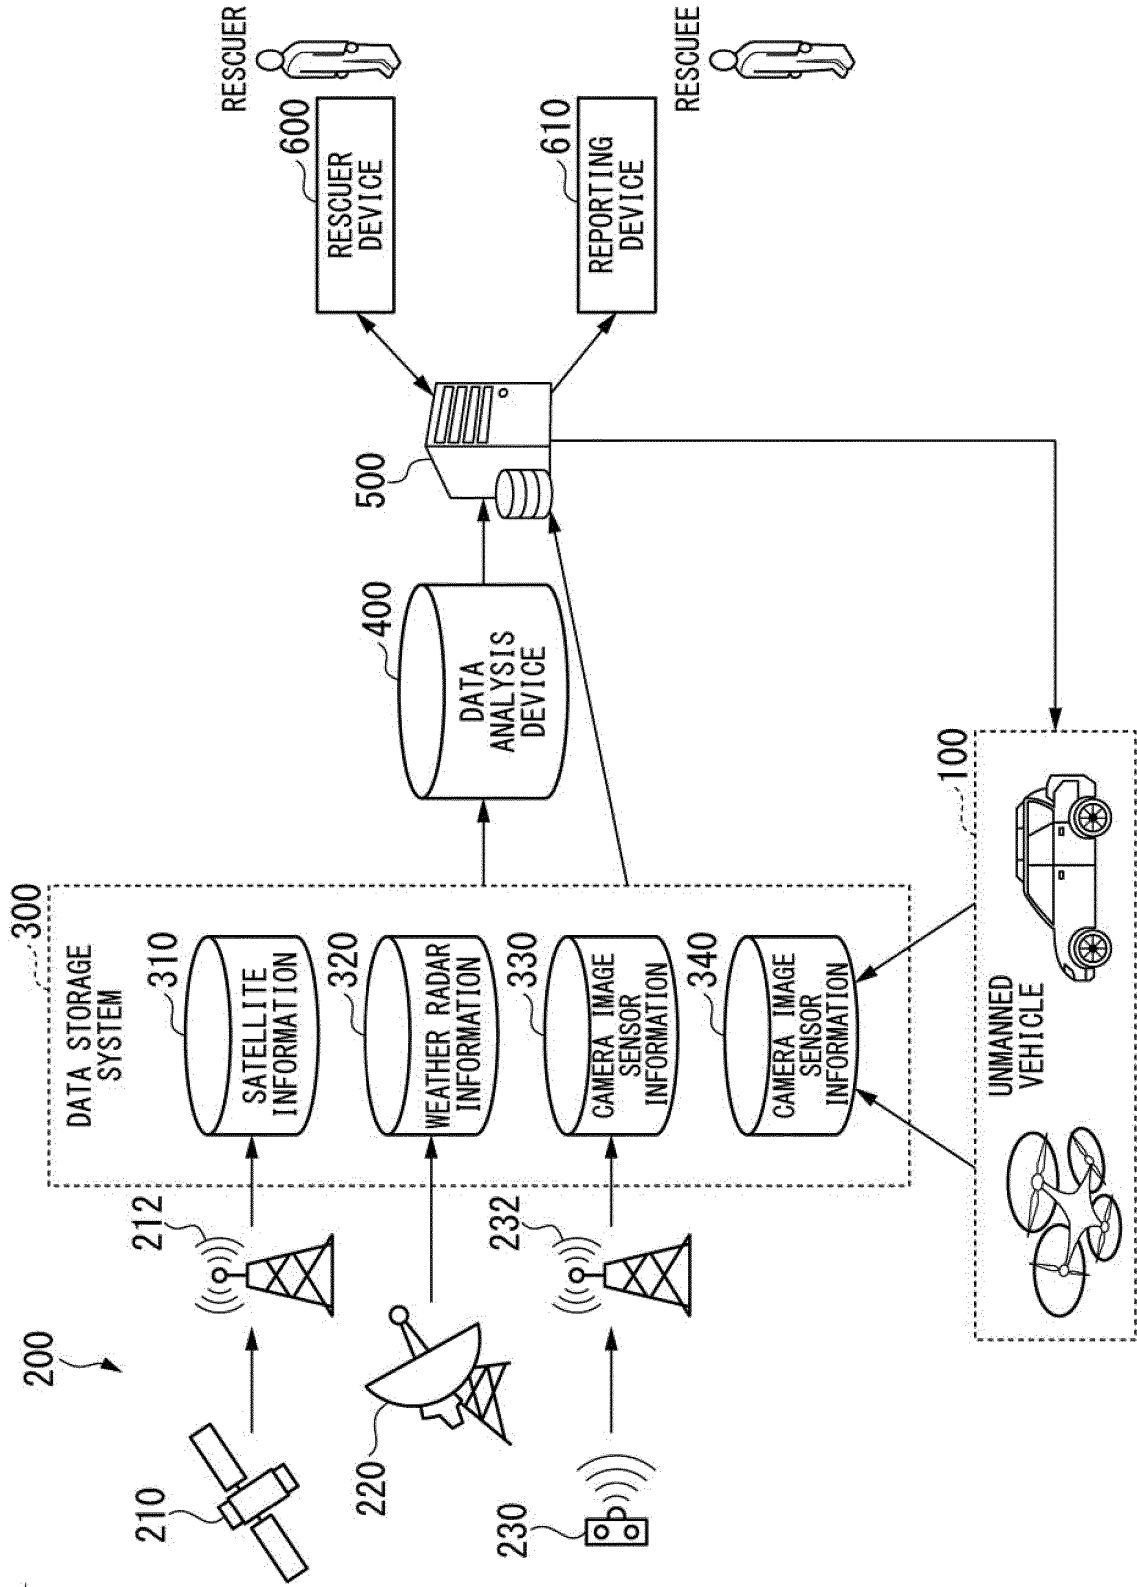 200
210
212
220
230
232
300
DATA STORAGE
SYSTEM
310
SATELLITE
INFORMATION
320
WEATHER RADAR
INFORMATION
330
CAMERA IMAGE
SENSOR
INFORMATION
340
CAMERA IMAGE
SENSOR
INFORMATION
400
DATA
ANALYSIS
DEVICE
500
600
RESCUER
DEVICE
RESCUER
610
REPORTING
DEVICE
RESCUEE
100
UNMANNED
VEHICLE